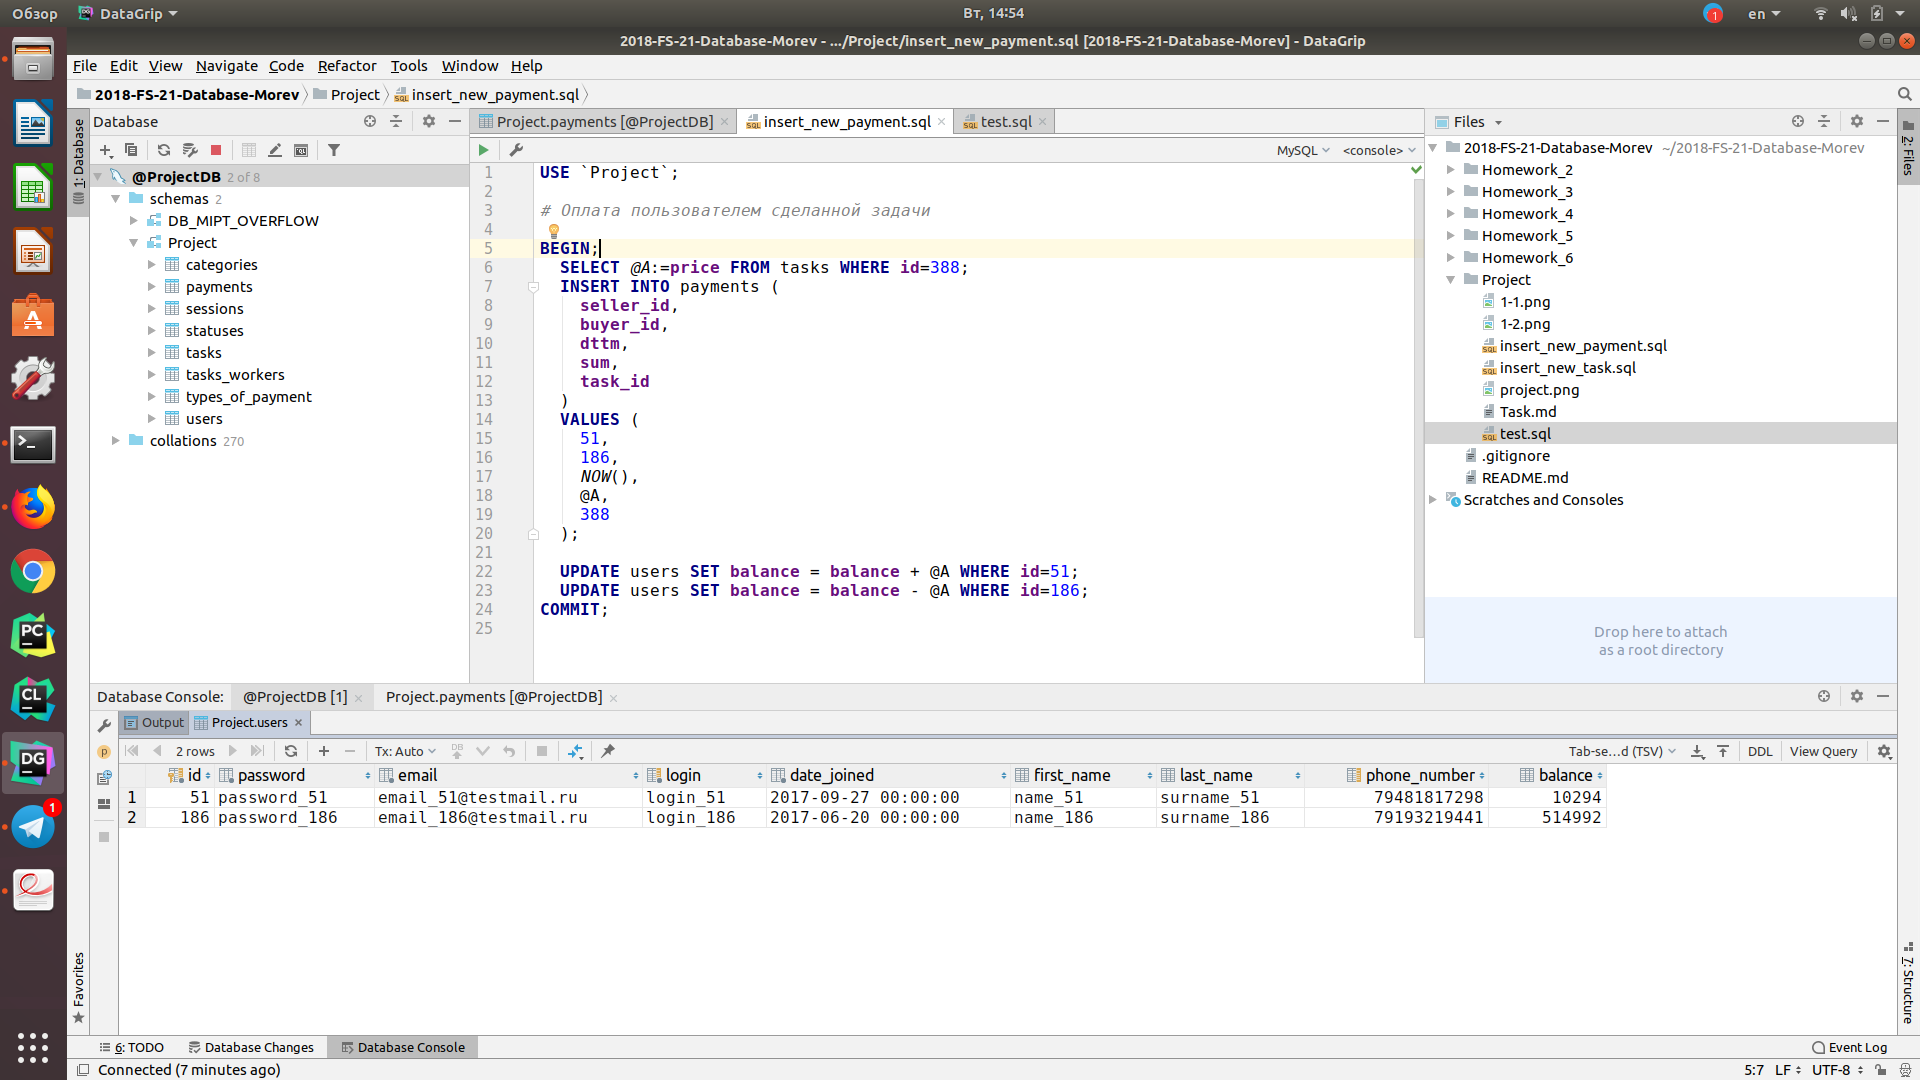 Обзор
DataGrip
Вт, 14:54
1
en
2018-FS-21-Database-Morev - .../Project/insert_new_payment.sql [2018-FS-21-Database-Morev] - DataGrip
File Edit View Navigate Code Refactor Tools Window Help
2018-FS-21-Database-Morev Project insert_new_payment.sql
1: Database
Database
@ProjectDB 2 of 8
schemas 2
DB_MIPT_OVERFLOW
Project
categories
payments
sessions
statuses
tasks
tasks_workers
types_of_payment
users
collations 270
Project.payments [@ProjectDB]
insert_new_payment.sql
test.sql
MySQL <console>
1 USE `Project`;
2
3 # Оплата пользователем сделанной задачи
4
5 BEGIN;
6 SELECT @A:=price FROM tasks WHERE id=388;
7 INSERT INTO payments (
8 seller_id,
9 buyer_id,
10 dttm,
11 sum,
12 task_id
13 )
14 VALUES (
15 51,
16 186,
17 NOW(),
18 @A,
19 388
20 );
21
22 UPDATE users SET balance = balance + @A WHERE id=51;
23 UPDATE users SET balance = balance - @A WHERE id=186;
24 COMMIT;
25
Files
2: Files
2018-FS-21-Database-Morev ~/2018-FS-21-Database-Morev
Homework_2
Homework_3
Homework_4
Homework_5
Homework_6
Project
1-1.png
1-2.png
insert_new_payment.sql
insert_new_task.sql
project.png
Task.md
test.sql
.gitignore
README.md
Scratches and Consoles
Drop here to attach
as a root directory
Database Console: @ProjectDB [1] Project.payments [@ProjectDB]
Output Project.users
2 rows Tx: Auto DB Tab-se...d (TSV) DDL View Query
id password email login date_joined first_name last_name phone_number balance
1 51 password_51 email_51@testmail.ru login_51 2017-09-27 00:00:00 name_51 surname_51 79481817298 10294
2 186 password_186 email_186@testmail.ru login_186 2017-06-20 00:00:00 name_186 surname_186 79193219441 514992
PC
CL
DG
1
Favorites
7: Structure
6: TODO Database Changes Database Console Event Log
Connected (7 minutes ago) 5:7 LF UTF-8